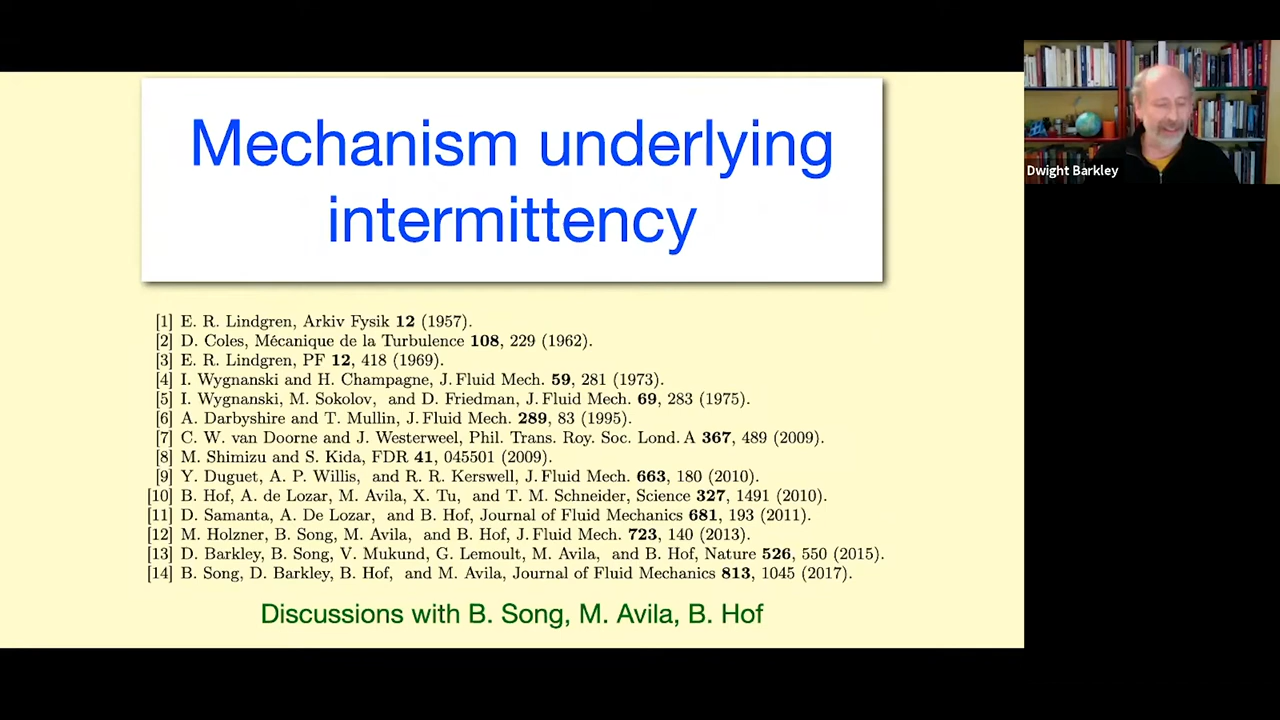 Mechanism underlying
intermittency
[1] E. R. Lindgren, Arkiv Fysik 12 (1957).
[2] D. Coles, Mécanique de la Turbulence 108, 229 (1962).
[3] E. R. Lindgren, PF 12, 418 (1969).
[4] I. Wygnanski and H. Champagne, J. Fluid Mech. 59, 281 (1973).
[5] I. Wygnanski, M. Sokolov, and D. Friedman, J. Fluid Mech. 69, 283 (1975).
[6] A. Darbyshire and T. Mullin, J. Fluid Mech. 289, 83 (1995).
[7] C. W. van Doorne and J. Westerweel, Phil. Trans. Roy. Soc. Lond. A 367, 489 (2009).
[8] M. Shimizu and S. Kida, FDR 41, 045501 (2009).
[9] Y. Duguet, A. P. Willis, and R. R. Kerswell, J. Fluid Mech. 663, 180 (2010).
[10] B. Hof, A. de Lozar, M. Avila, X. Tu, and T. M. Schneider, Science 327, 1491 (2010).
[11] D. Samanta, A. De Lozar, and B. Hof, Journal of Fluid Mechanics 681, 193 (2011).
[12] M. Holzner, B. Song, M. Avila, and B. Hof, J. Fluid Mech. 723, 140 (2013).
[13] D. Barkley, B. Song, V. Mukund, G. Lemoult, M. Avila, and B. Hof, Nature 526, 550 (2015).
[14] B. Song, D. Barkley, B. Hof, and M. Avila, Journal of Fluid Mechanics 813, 1045 (2017).
Discussions with B. Song, M. Avila, B. Hof
Dwight Barkley